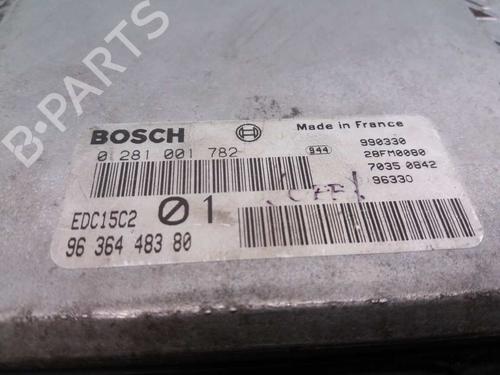 B-PARTS
BOSCH
Made in France
0 281 001 782
944
990330
28FM0080
7035 0842
96330
EDC15C2
Ø 1
96 364 483 80